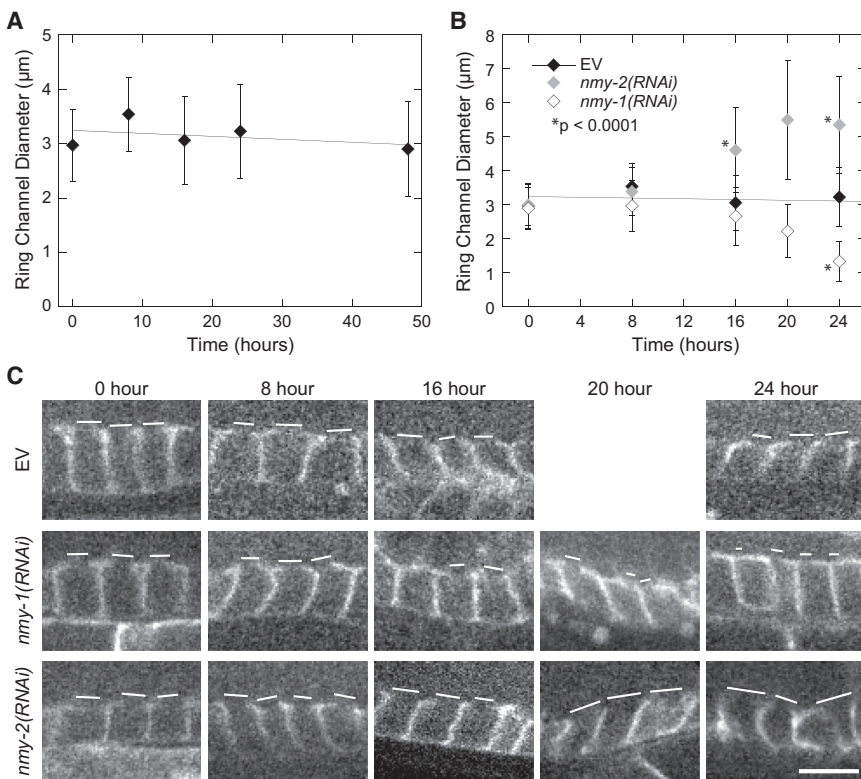 A
5
4
3
2
1
0
Ring Channel Diameter (µm)
0 10 20 30 40 50
Time (hours)
B
8
7
6
5
4
3
2
1
0
Ring Channel Diameter (µm)
EV
nmy-2(RNAi)
nmy-1(RNAi)
*p < 0.0001
*
*
*
0 4 8 12 16 20 24
Time (hours)
C
0 hour 8 hour 16 hour 20 hour 24 hour
EV
nmy-1(RNAi)
nmy-2(RNAi)